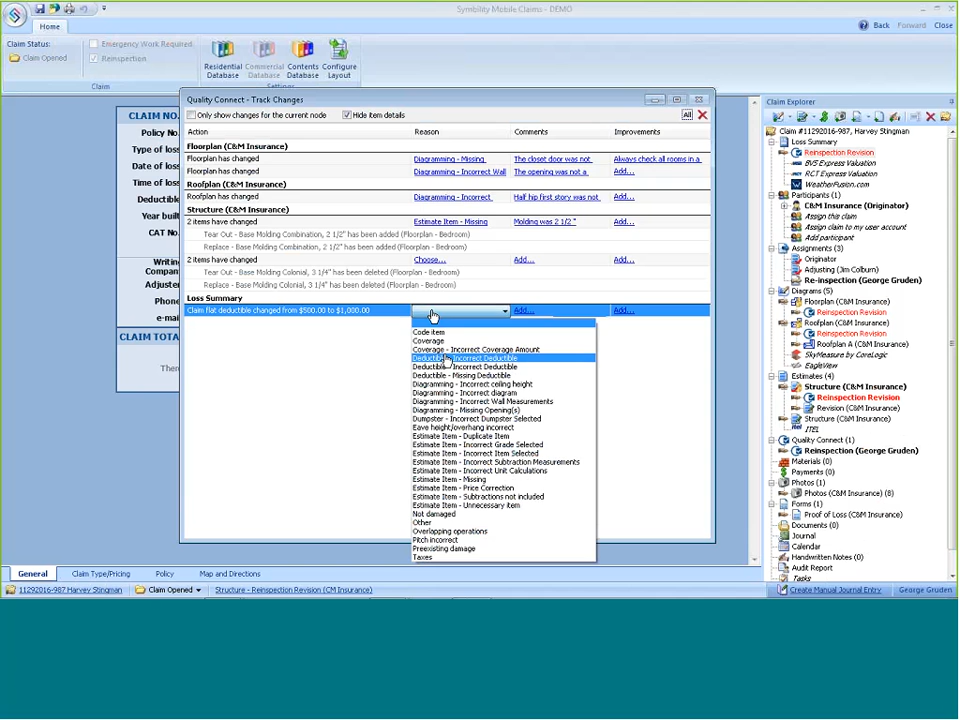 Symbility Mobile Claims - DEMO
Home
Back Forward Close
Claim Status:
Claim Opened
Emergency Work Required
Reinspection
Claim
Residential Database
Commercial Database
Contents Database
Configure Layout
Settings
CLAIM NO.
Policy No.
Type of loss
Date of loss
Time of loss
Deductible
Year built
CAT No.
Writing
Company
Adjuster
Phone
e-mail
CLAIM TOTAL
There
Quality Connect - Track Changes
Only show changes for the current node
Hide item details
All
Action Reason Comments Improvements
Floorplan (C&M Insurance)
Floorplan has changed Diagramming - Missing The closet door was not Always check all rooms in a
Floorplan has changed Diagramming - Incorrect Wall The opening was not a Add...
Roofplan (C&M Insurance)
Roofplan has changed Diagramming - Incorrect Half hip first story was not Add...
Structure (C&M Insurance)
2 items have changed Estimate Item - Missing Molding was 2 1/2 " Add...
Tear Out - Base Molding Combination, 2 1/2" has been added (Floorplan - Bedroom)
Replace - Base Molding Combination, 2 1/2" has been added (Floorplan - Bedroom)
2 items have changed Choose... Add... Add...
Tear Out - Base Molding Colonial, 3 1/4" has been deleted (Floorplan - Bedroom)
Replace - Base Molding Colonial, 3 1/4" has been deleted (Floorplan - Bedroom)
Loss Summary
Claim flat deductible changed from $500.00 to $1,000.00 Add... Add...
Code item
Coverage
Coverage - Incorrect Coverage Amount
Deductible - Incorrect Deductible
Deductible - Incorrect Deductible
Deductible - Missing Deductible
Diagramming - Incorrect ceiling height
Diagramming - Incorrect diagram
Diagramming - Incorrect Wall Measurements
Diagramming - Missing Opening(s)
Dumpster - Incorrect Dumpster Selected
Eave height/overhang incorrect
Estimate Item - Duplicate Item
Estimate Item - Incorrect Grade Selected
Estimate Item - Incorrect Item Selected
Estimate Item - Incorrect Subtraction Measurements
Estimate Item - Incorrect Unit Calculations
Estimate Item - Missing
Estimate Item - Price Correction
Estimate Item - Subtractions not included
Estimate Item - Unnecessary item
Not damaged
Other
Overlapping operations
Pitch incorrect
Preexisting damage
Taxes
Claim Explorer
Claim #11292016-987, Harvey Stingman
Loss Summary
Reinspection Revision
BVS Express Valuation
RCT Express Valuation
WeatherFusion.com
Participants (1)
C&M Insurance (Originator)
Assign this claim
Assign claim to my user account
Add participant
Assignments (3)
Originator
Adjusting (Jim Colburn)
Re-inspection (George Gruden)
Diagrams (5)
Floorplan (C&M Insurance)
Reinspection Revision
Roofplan (C&M Insurance)
Reinspection Revision
Roofplan A (C&M Insurance)
SkyMeasure by CoreLogic
EagleView
Estimates (4)
Structure (C&M Insurance)
Reinspection Revision
Revision (C&M Insurance)
Structure (C&M Insurance)
ITEL
Quality Connect (1)
Reinspection (George Gruden)
Materials (0)
Payments (0)
Photos (1)
Photos (C&M Insurance) (8)
Forms (1)
Proof of Loss (C&M Insurance)
Documents (0)
Journal
Calendar
Handwritten Notes (0)
Audit Report
Tasks
General Claim Type/Pricing Policy Map and Directions
11292016-987 Harvey Stingman Claim Opened Structure - Reinspection Revision (CM Insurance) Create Manual Journal Entry George Gruden